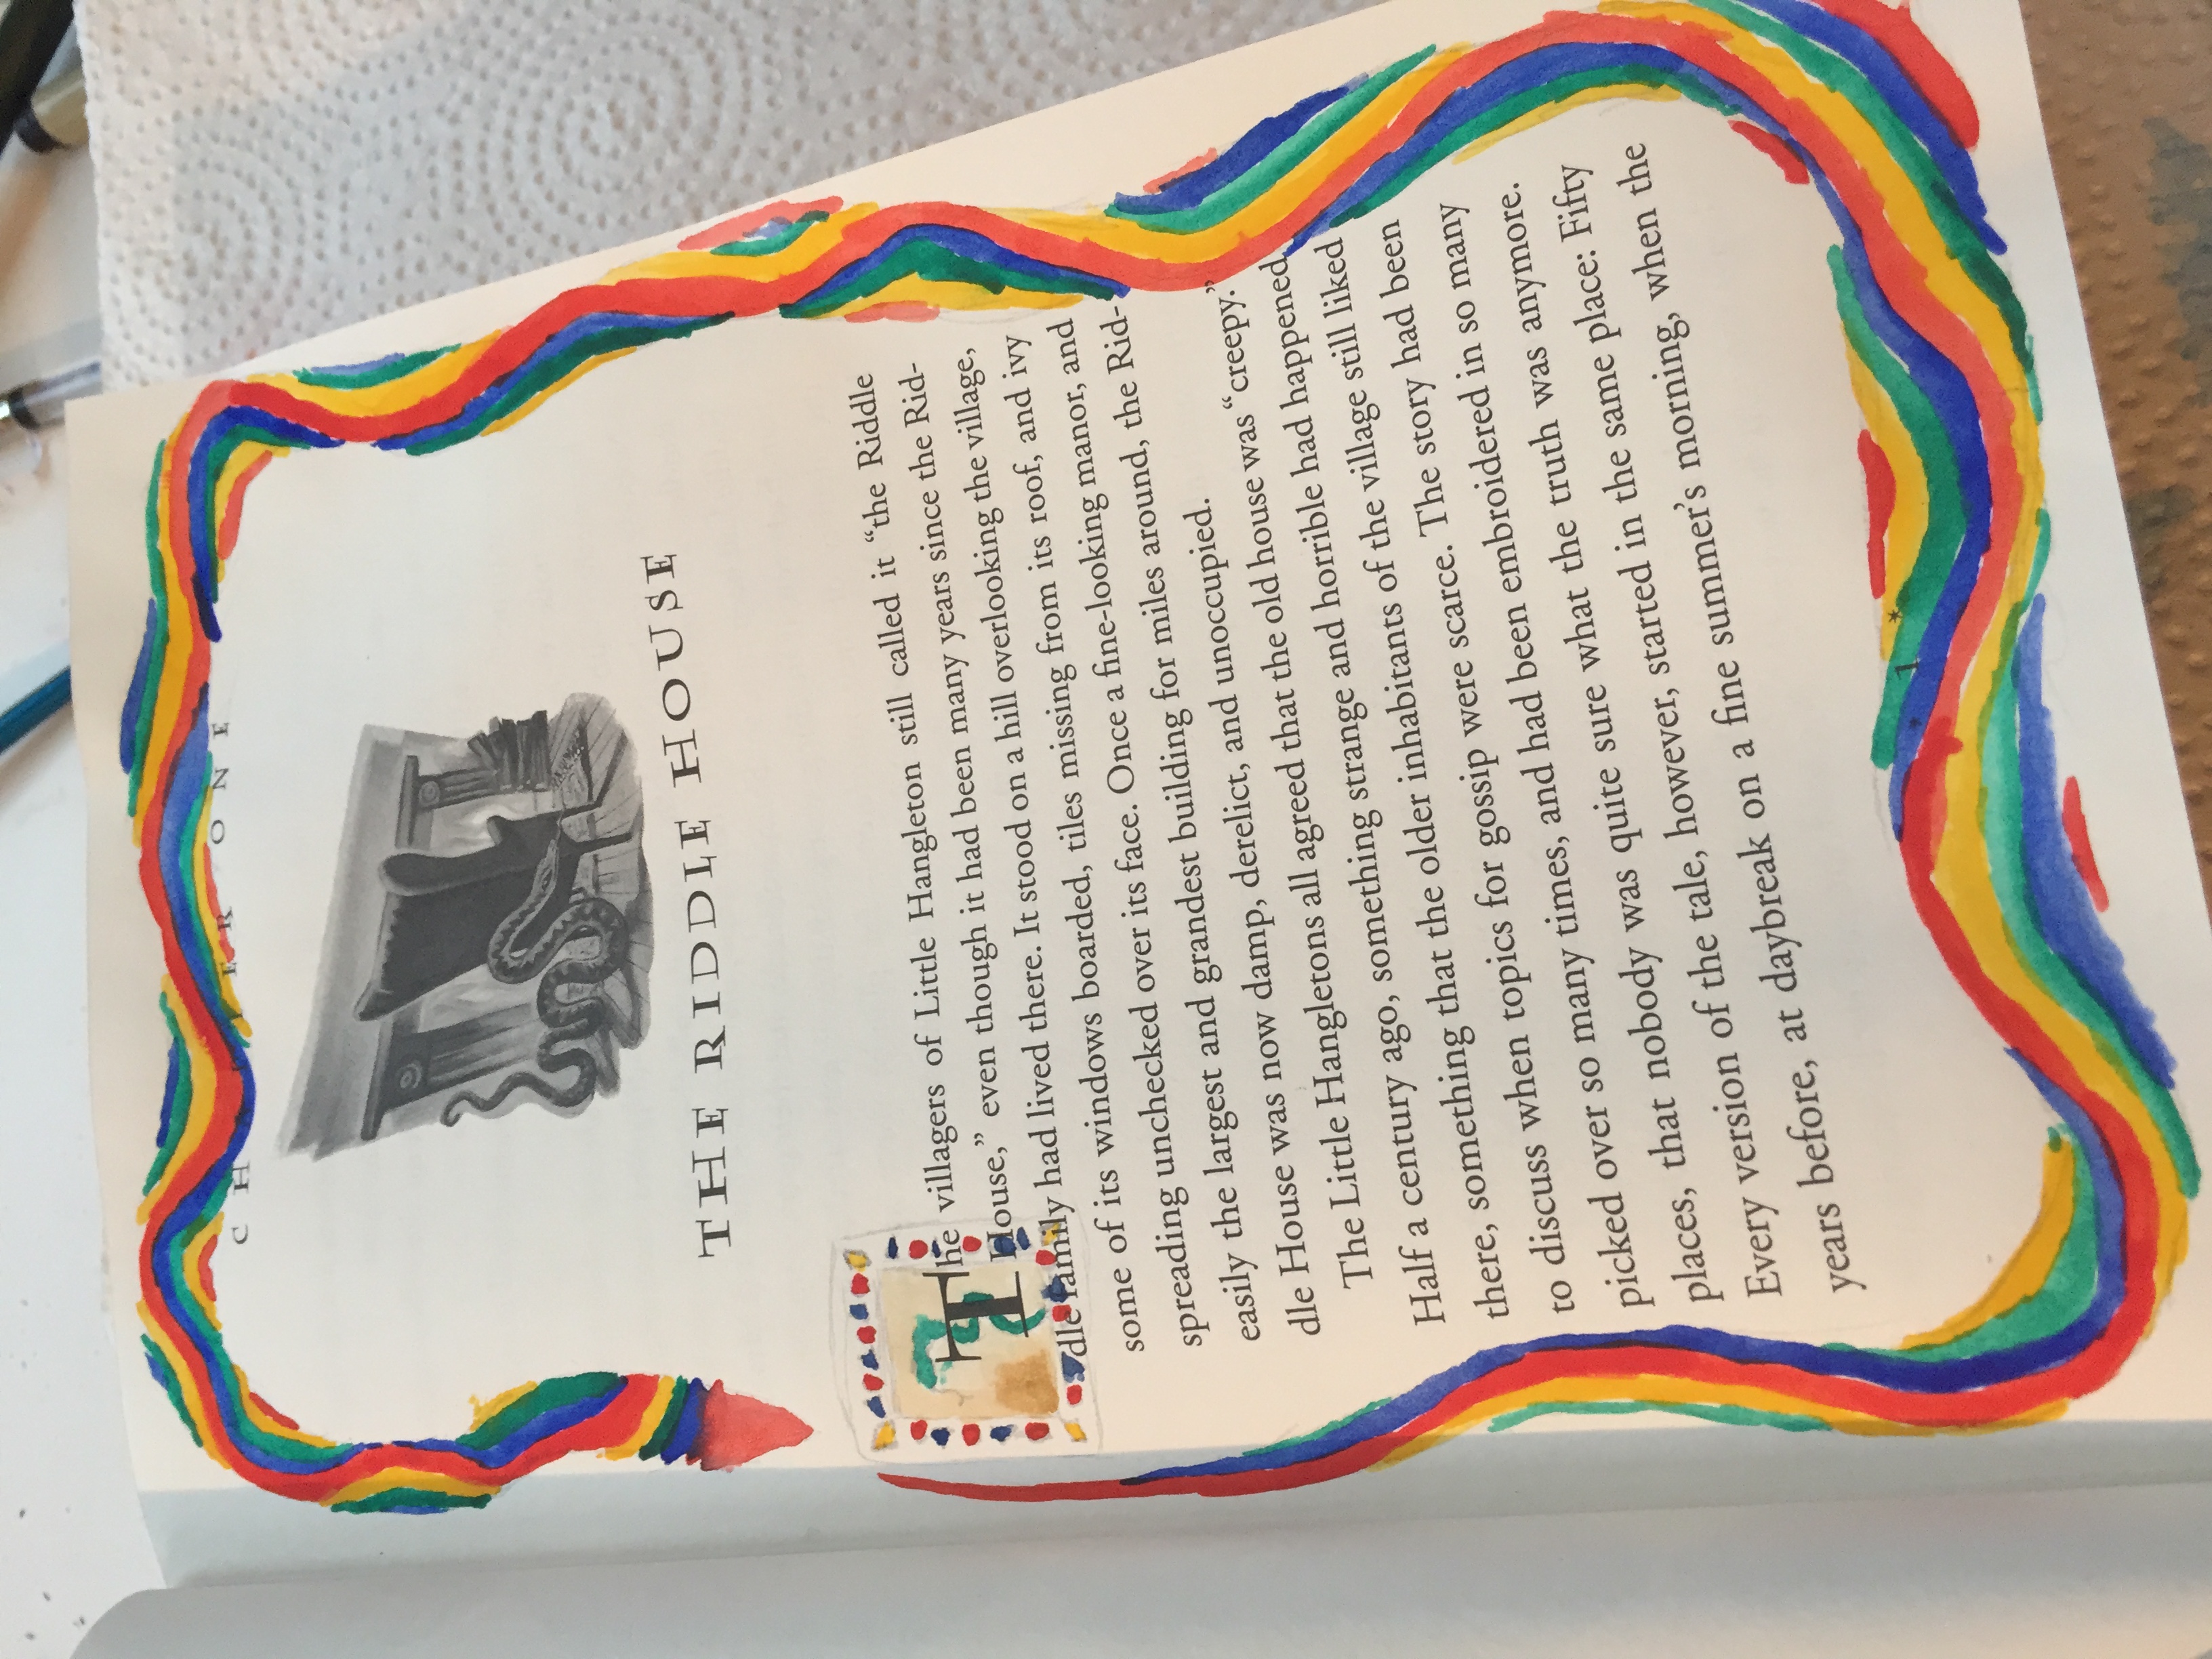 CHAPTER ONE
THE RIDDLE HOUSE
The villagers of Little Hangleton still called it “the Riddle
House,” even though it had been many years since the Rid-
dle family had lived there. It stood on a hill overlooking the village,
some of its windows boarded, tiles missing from its roof, and ivy
spreading unchecked over its face. Once a fine-looking manor, and
easily the largest and grandest building for miles around, the Rid-
dle House was now damp, derelict, and unoccupied.
The Little Hangletons all agreed that the old house was “creepy.”
Half a century ago, something strange and horrible had happened
there, something that the older inhabitants of the village still liked
to discuss when topics for gossip were scarce. The story had been
picked over so many times, and had been embroidered in so many
places, that nobody was quite sure what the truth was anymore.
Every version of the tale, however, started in the same place: Fifty
years before, at daybreak on a fine summer’s morning, when the
* 1 *